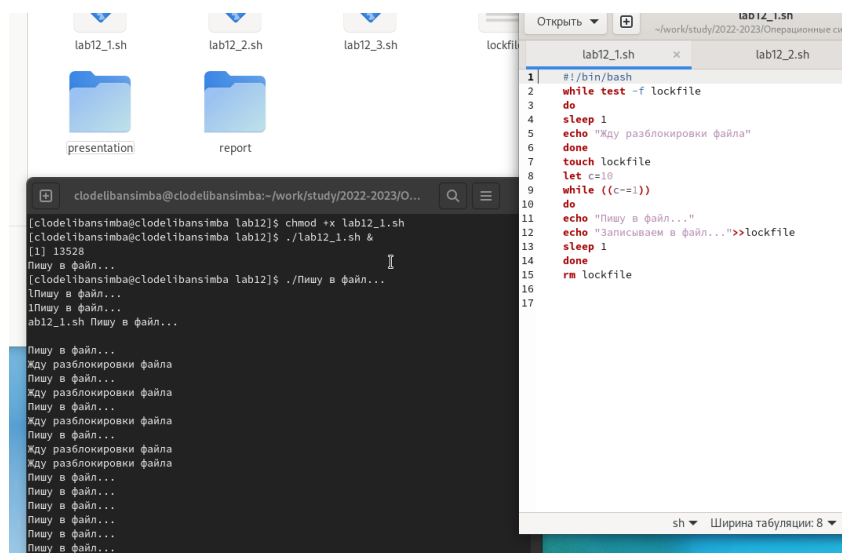 lab12_1.sh
lab12_2.sh
lab12_3.sh
presentation
report
Открыть
lab12_1.sh
~/work/study/2022-2023/Операционные
lab12_1.sh ×
lab12_2.sh
1 #!/bin/bash
2 while test -f lockfile
3 do
4 sleep 1
5 echo "Жду разблокировки файла"
6 done
7 touch lockfile
8 let c=10
9 while ((c-=1))
10 do
11 echo "Пишу в файл..."
12 echo "Записываем в файл...">>lockfile
13 sleep 1
14 done
15 rm lockfile
16
17
sh Ширина табуляции: 8
clodelibansimba@clodelibansimba:~/work/study/2022-2023/О...
[clodelibansimba@clodelibansimba lab12]$ chmod +x lab12_1.sh
[clodelibansimba@clodelibansimba lab12]$ ./lab12_1.sh &
[1] 13528
Пишу в файл...
[clodelibansimba@clodelibansimba lab12]$ ./Пишу в файл...
lПишу в файл...
1Пишу в файл...
ab12_1.sh Пишу в файл...
Пишу в файл...
Жду разблокировки файла
Пишу в файл...
Жду разблокировки файла
Пишу в файл...
Жду разблокировки файла
Пишу в файл...
Жду разблокировки файла
Жду разблокировки файла
Пишу в файл...
Пишу в файл...
Пишу в файл...
Пишу в файл...
Пишу в файл...
Пишу в файл...